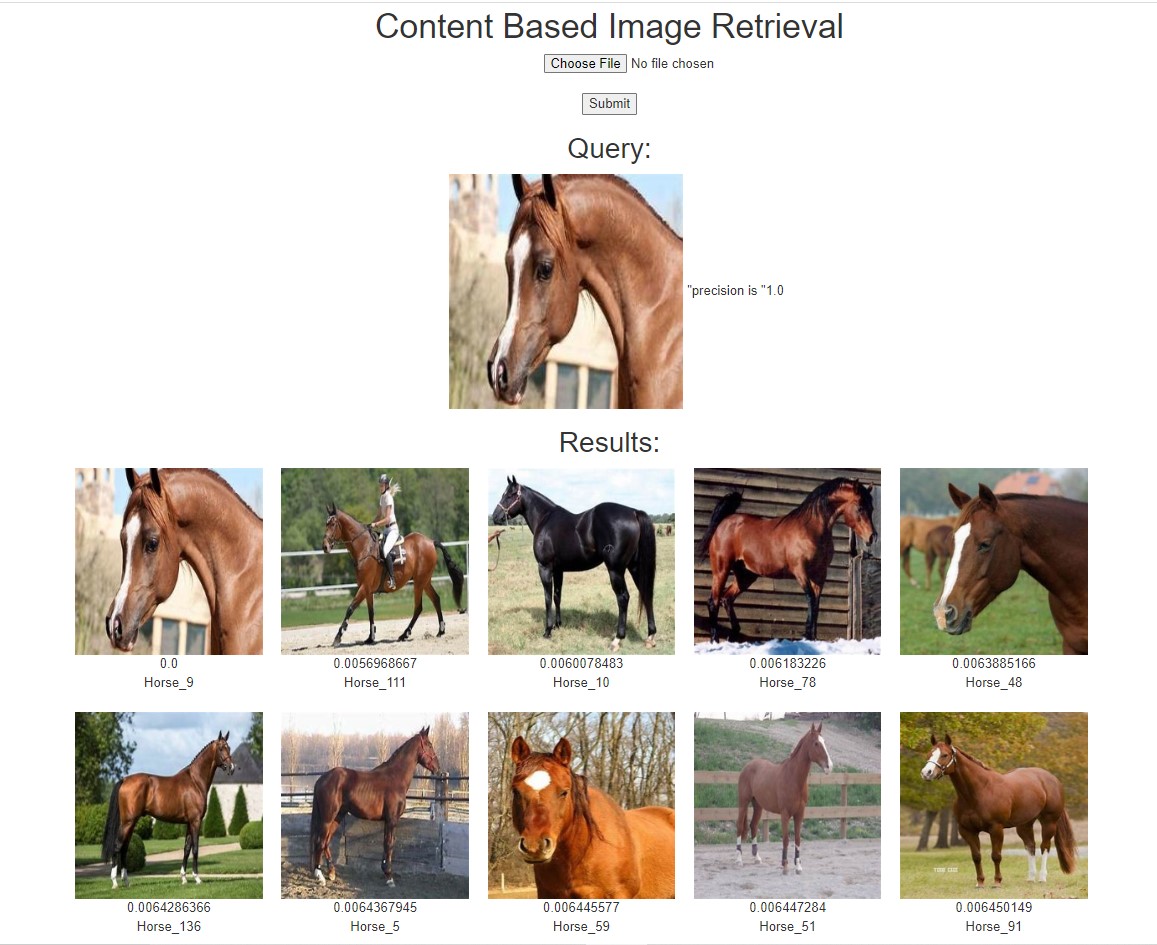 Content Based Image Retrieval
Choose File No file chosen
Submit
Query:
"precision is "1.0
Results:
0.0 0.0056968667 0.0060078483 0.006183226 0.0063885166
Horse_9 Horse_111 Horse_10 Horse_78 Horse_48
0.0064286366 0.0064367945 0.006445577 0.006447284 0.006450149
Horse_136 Horse_5 Horse_59 Horse_51 Horse_91